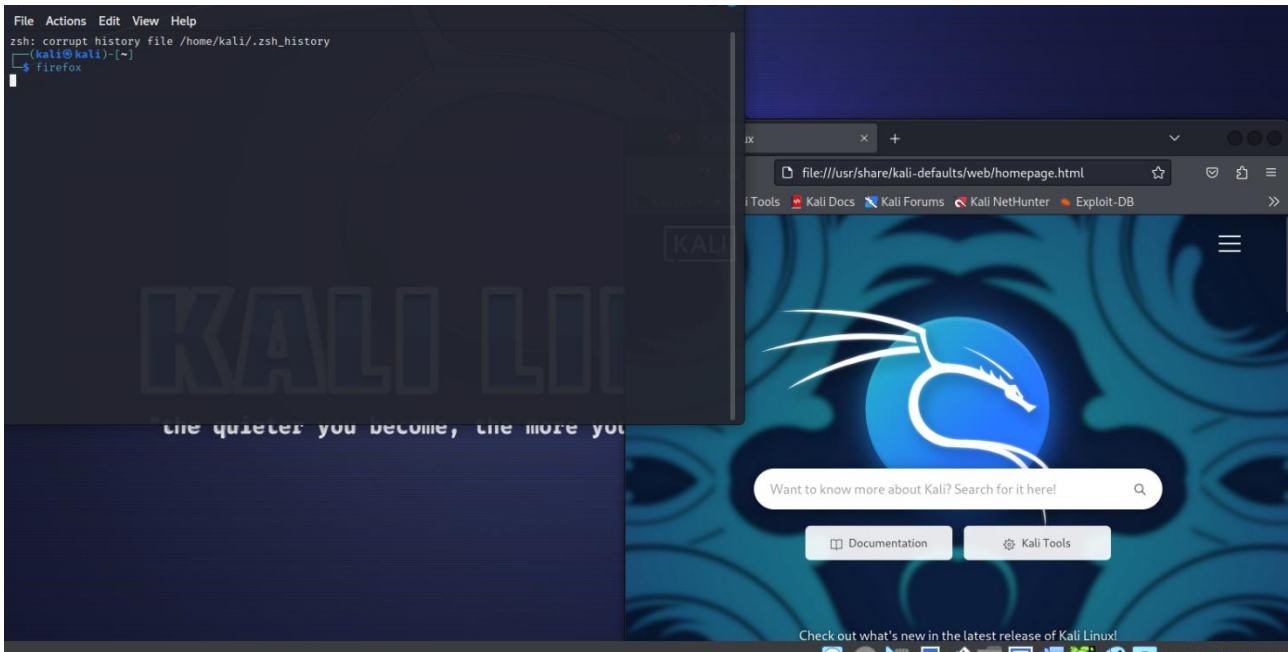 File Actions Edit View Help
zsh: corrupt history file /home/kali/.zsh_history
(kali㉿kali)-[~]
$ firefox
file:///usr/share/kali-defaults/web/homepage.html
Tools Kali Docs Kali Forums Kali NetHunter Exploit-DB
KALI
KALI LI
the quieter you become, the more you
Want to know more about Kali? Search for it here!
Documentation Kali Tools
Check out what's new in the latest release of Kali Linux!